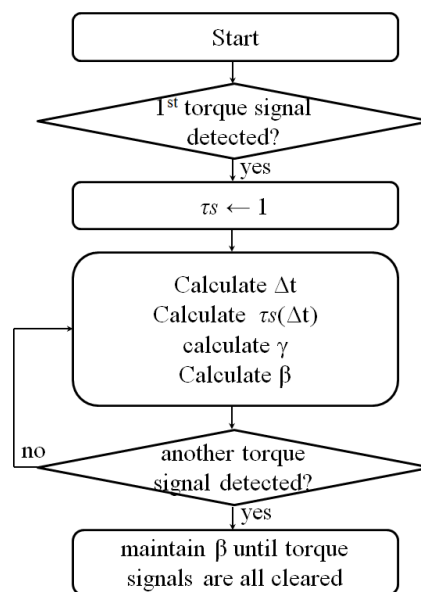 Start
1st torque signal
detected?
yes
τs ← 1
Calculate Δt
Calculate τs(Δt)
calculate γ
Calculate β
no
another torque
signal detected?
yes
maintain β until torque
signals are all cleared